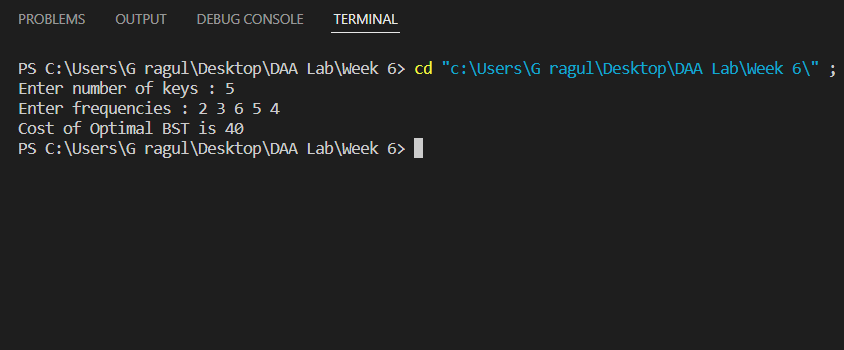 PROBLEMS OUTPUT DEBUG CONSOLE TERMINAL
PS C:\Users\G ragul\Desktop\DAA Lab\Week 6> cd "c:\Users\G ragul\Desktop\DAA Lab\Week 6\" ;
Enter number of keys : 5
Enter frequencies : 2 3 6 5 4
Cost of Optimal BST is 40
PS C:\Users\G ragul\Desktop\DAA Lab\Week 6>